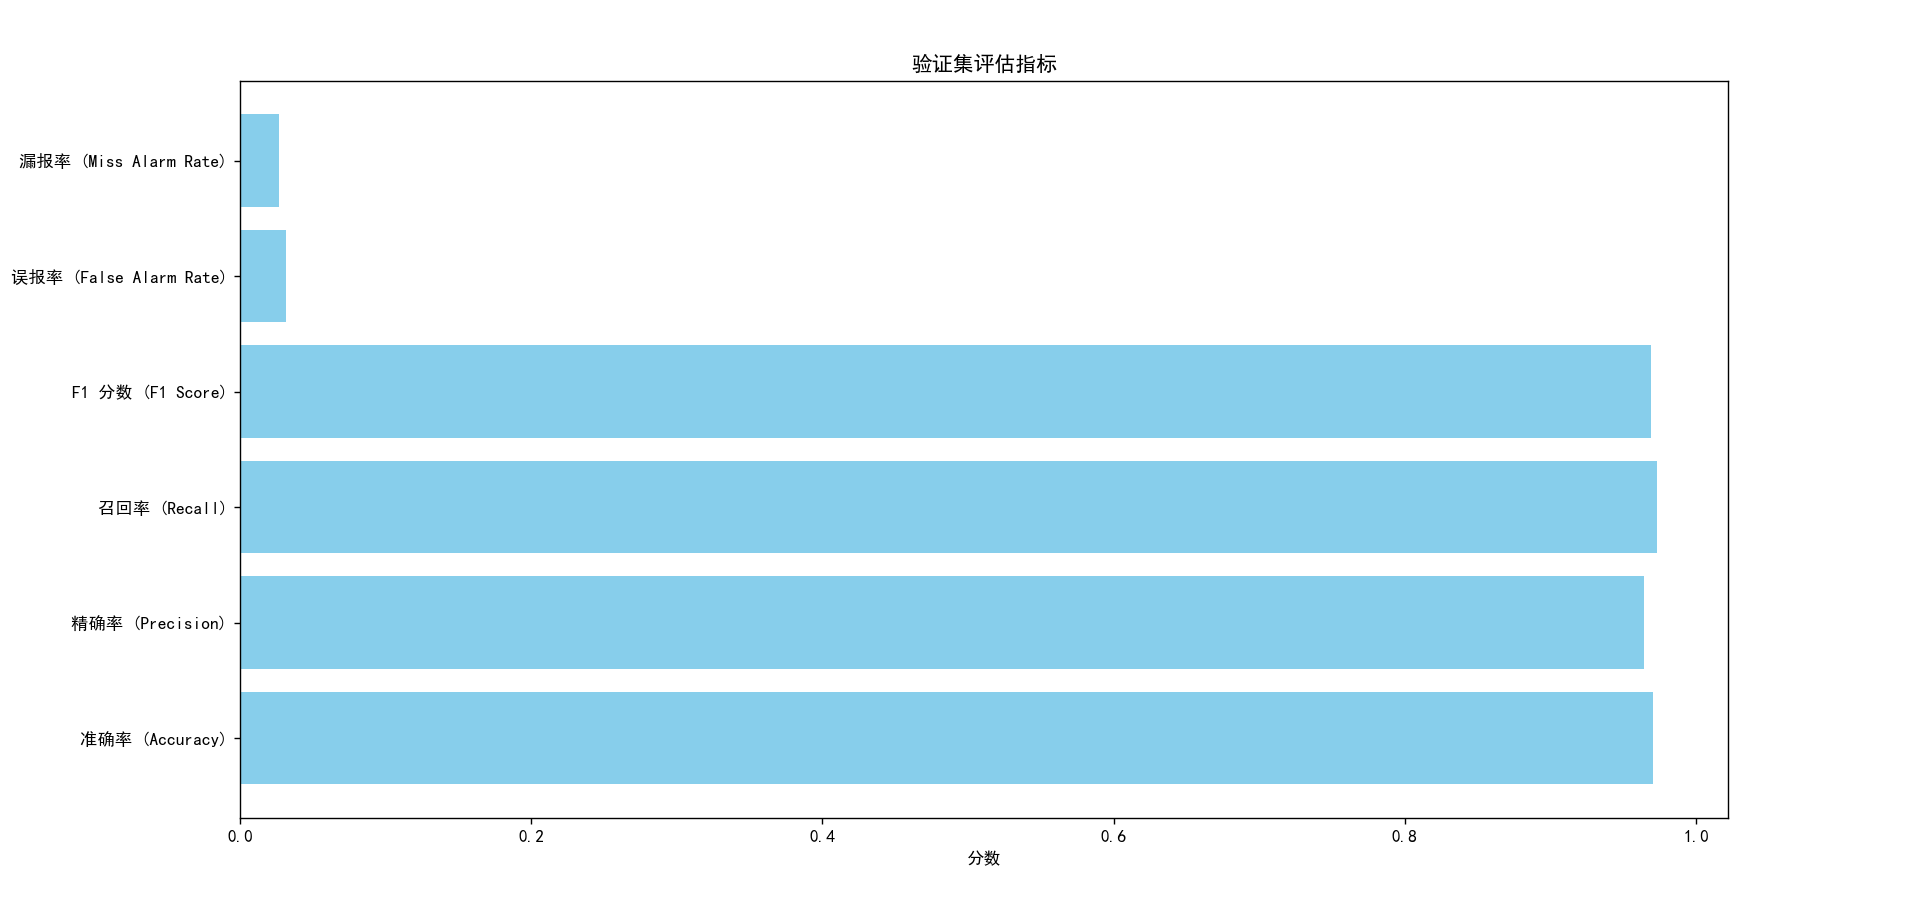 验证集评估指标
漏报率 (Miss Alarm Rate)
误报率 (False Alarm Rate)
F1 分数 (F1 Score)
召回率 (Recall)
精确率 (Precision)
准确率 (Accuracy)
0.0 0.2 0.4 0.6 0.8 1.0
分数